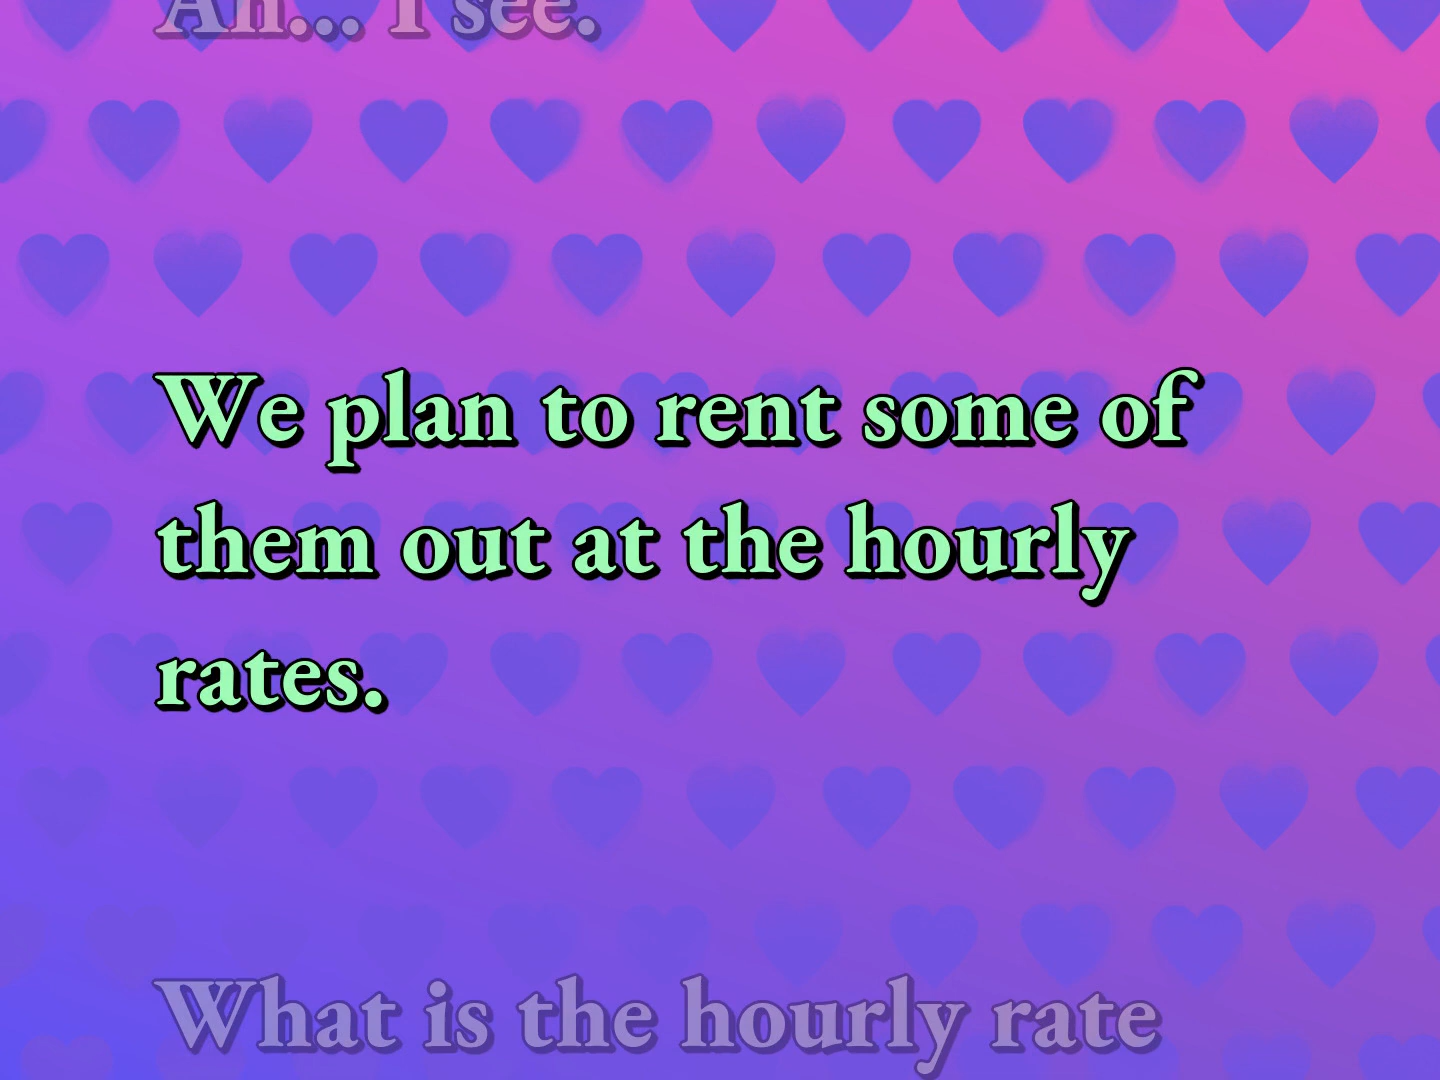 Ah... I see.
We plan to rent some of
them out at the hourly
rates.
What is the hourly rate